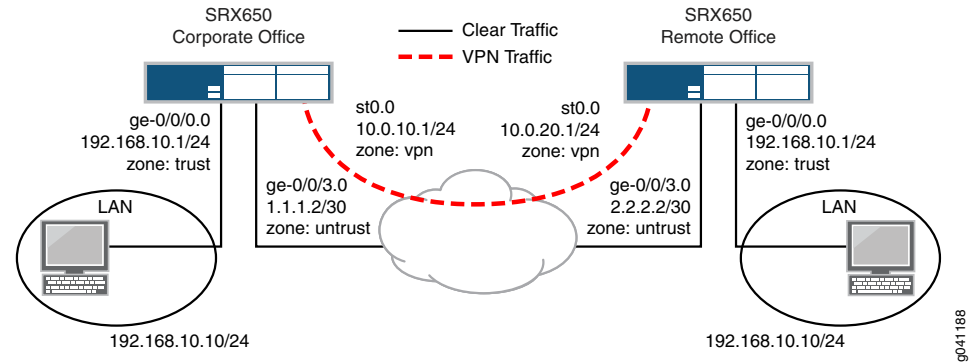 SRX650
Corporate Office
Clear Traffic
VPN Traffic
SRX650
Remote Office
ge-0/0/0.0
192.168.10.1/24
zone: trust
st0.0
10.0.10.1/24
zone: vpn
st0.0
10.0.20.1/24
zone: vpn
ge-0/0/0.0
192.168.10.1/24
zone: trust
ge-0/0/3.0
1.1.1.2/30
zone: untrust
ge-0/0/3.0
2.2.2.2/30
zone: untrust
LAN
LAN
192.168.10.10/24
192.168.10.10/24
g041188